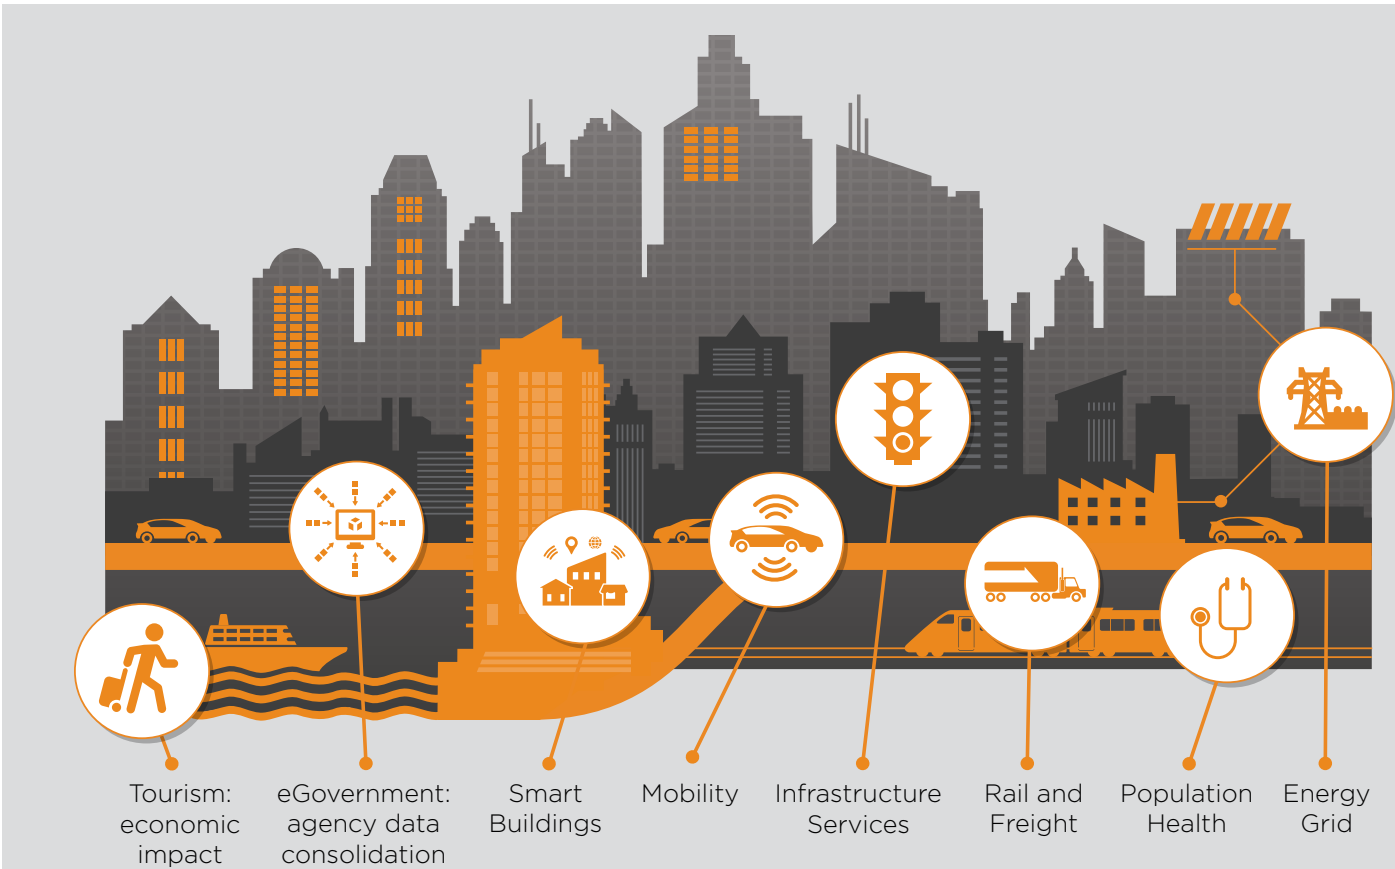 Tourism:
economic
impact
eGovernment:
agency data
consolidation
Smart
Buildings
Mobility
Infrastructure
Services
Rail and
Freight
Population
Health
Energy
Grid